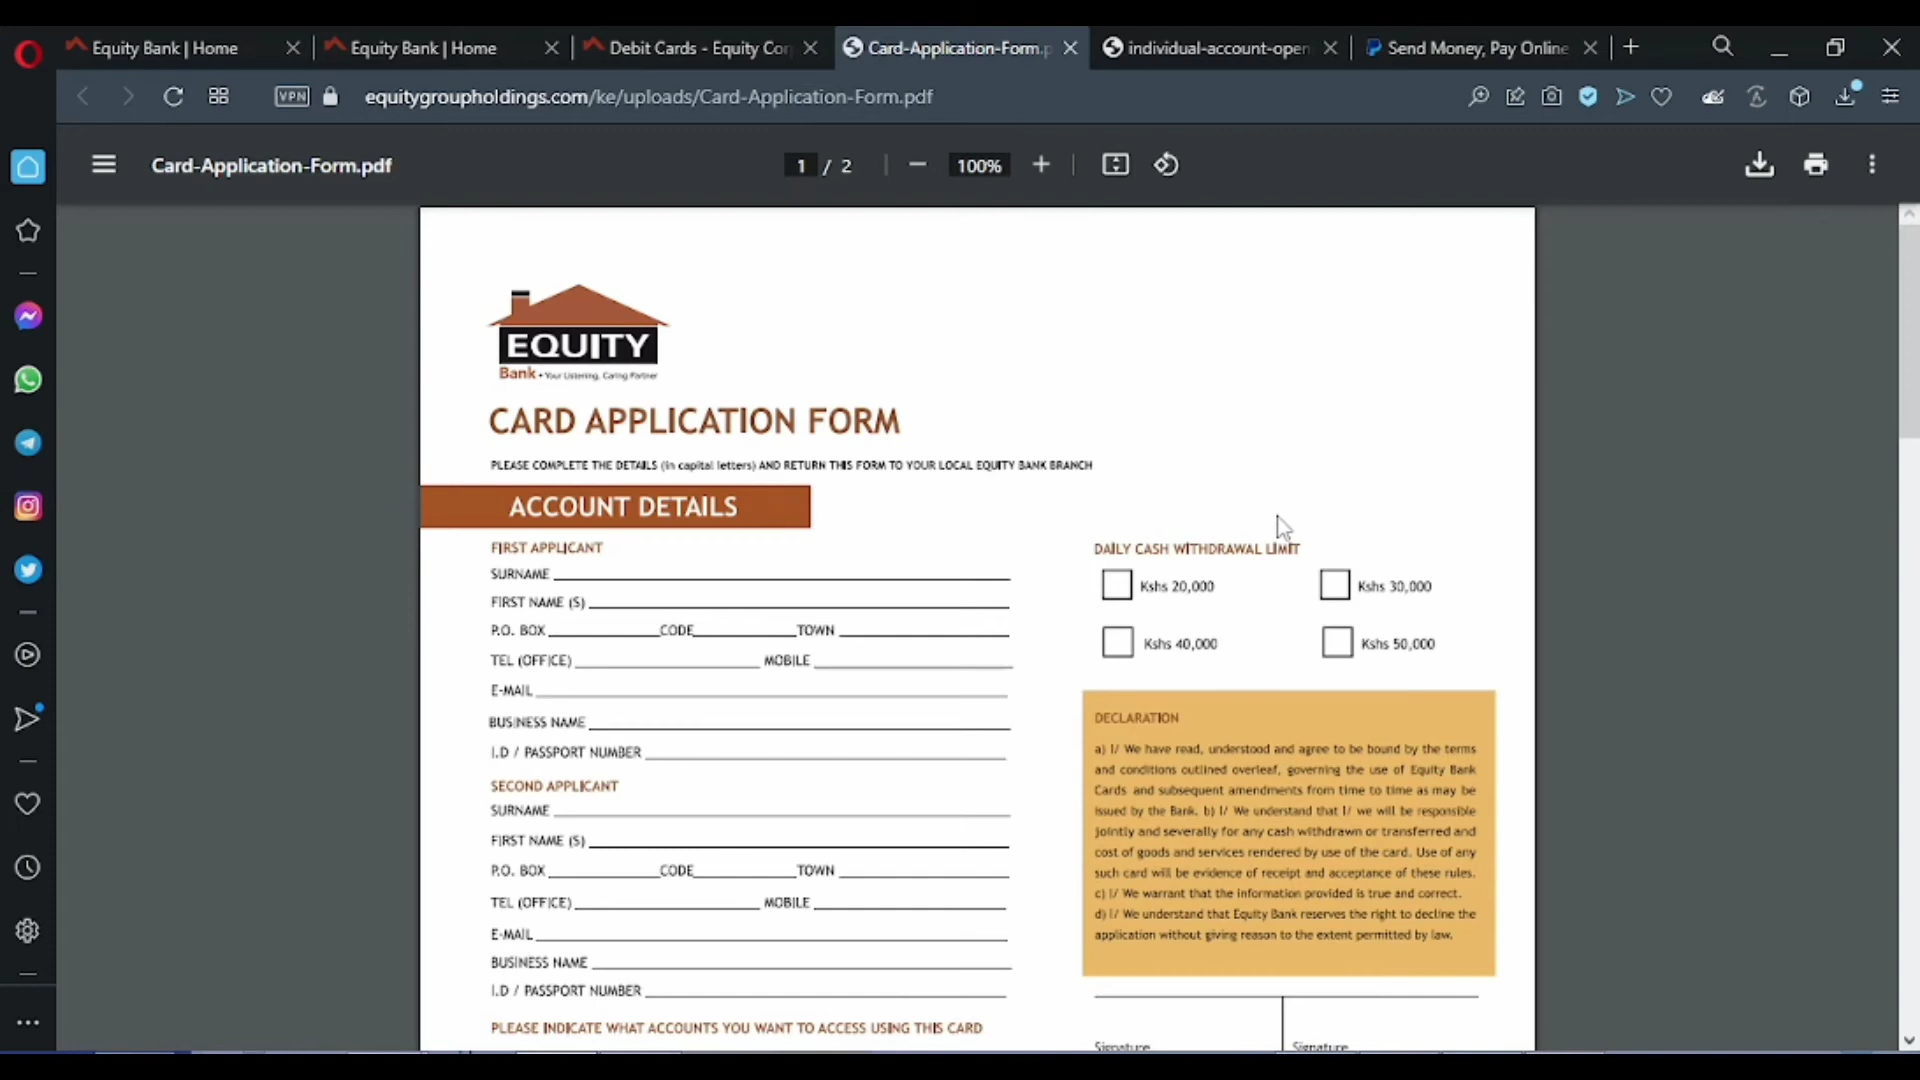 Equity Bank | Home
Equity Bank | Home
Debit Cards - Equity Cor
Card-Application-Form.p
individual-account-open
Send Money, Pay Online
VPN
equitygroupholdings.com/ke/uploads/Card-Application-Form.pdf
Card-Application-Form.pdf
1 / 2
100%
EQUITY
Bank • Your Listening, Caring Partner
CARD APPLICATION FORM
PLEASE COMPLETE THE DETAILS (in capital letters) AND RETURN THIS FORM TO YOUR LOCAL EQUITY BANK BRANCH
ACCOUNT DETAILS
FIRST APPLICANT
SURNAME
FIRST NAME (S)
P.O. BOX CODE TOWN
TEL (OFFICE) MOBILE
E-MAIL
BUSINESS NAME
I.D / PASSPORT NUMBER
SECOND APPLICANT
SURNAME
FIRST NAME (S)
P.O. BOX CODE TOWN
TEL (OFFICE) MOBILE
E-MAIL
BUSINESS NAME
I.D / PASSPORT NUMBER
PLEASE INDICATE WHAT ACCOUNTS YOU WANT TO ACCESS USING THIS CARD
DAILY CASH WITHDRAWAL LIMIT
Kshs 20,000 Kshs 30,000
Kshs 40,000 Kshs 50,000
DECLARATION
a) I/ We have read, understood and agree to be bound by the terms
and conditions outlined overleaf, governing the use of Equity Bank
Cards and subsequent amendments from time to time as may be
issued by the Bank. b) I/ We understand that I/ we will be responsible
jointly and severally for any cash withdrawn or transferred and
cost of goods and services rendered by use of the card. Use of any
such card will be evidence of receipt and acceptance of these rules.
c) I/ We warrant that the information provided is true and correct.
d) I/ We understand that Equity Bank reserves the right to decline the
application without giving reason to the extent permitted by law.
Signature Signature